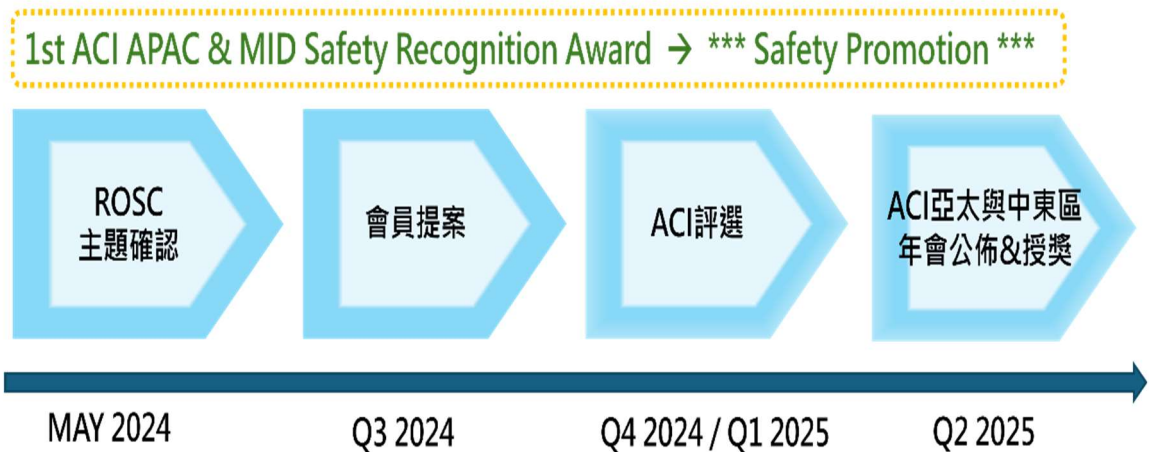 1st ACI APAC & MID Safety Recognition Award → *** Safety Promotion ***
ROSC
主題確認
會員提案
ACI評選
ACI亞太與中東區
年會公佈&授獎
MAY 2024
Q3 2024
Q4 2024 / Q1 2025
Q2 2025